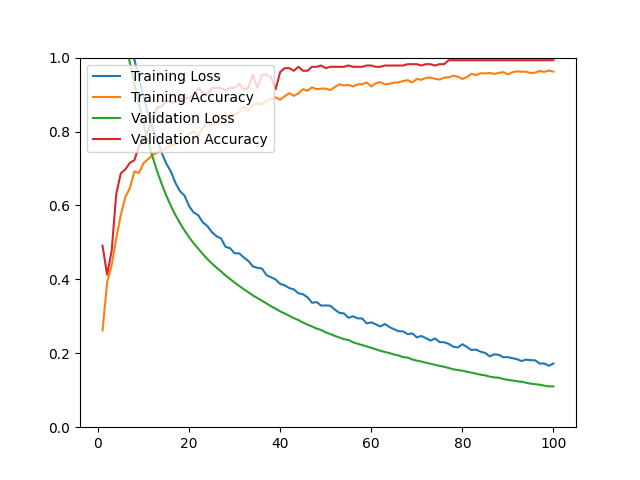 1.0
0.8
0.6
0.4
0.2
0.0
Training Loss
Training Accuracy
Validation Loss
Validation Accuracy
0 20 40 60 80 100